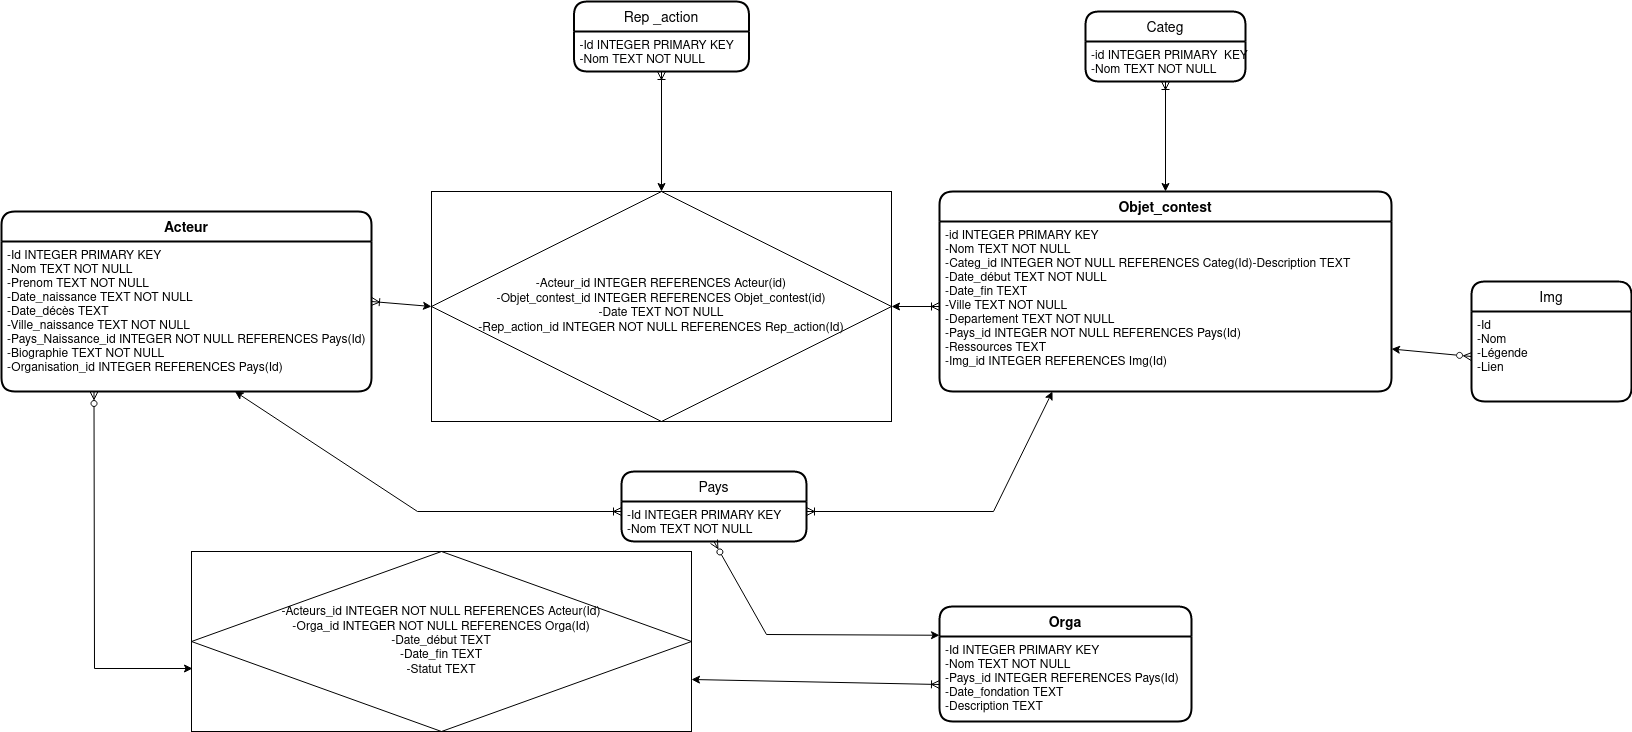 Rep _action
-Id INTEGER PRIMARY KEY
-Nom TEXT NOT NULL
Categ
-id INTEGER PRIMARY  KEY
-Nom TEXT NOT NULL
Acteur
-Id INTEGER PRIMARY KEY
-Nom TEXT NOT NULL
-Prenom TEXT NOT NULL
-Date_naissance TEXT NOT NULL
-Date_décès TEXT
-Ville_naissance TEXT NOT NULL
-Pays_Naissance_id INTEGER NOT NULL REFERENCES Pays(Id)
-Biographie TEXT NOT NULL
-Organisation_id INTEGER REFERENCES Pays(Id)
-Acteur_id INTEGER REFERENCES Acteur(id)
-Objet_contest_id INTEGER REFERENCES Objet_contest(id)
-Date TEXT NOT NULL
-Rep_action_id INTEGER NOT NULL REFERENCES Rep_action(Id)
Objet_contest
-id INTEGER PRIMARY KEY
-Nom TEXT NOT NULL
-Categ_id INTEGER NOT NULL REFERENCES Categ(Id)-Description TEXT
-Date_début TEXT NOT NULL
-Date_fin TEXT
-Ville TEXT NOT NULL
-Departement TEXT NOT NULL
-Pays_id INTEGER NOT NULL REFERENCES Pays(Id)
-Ressources TEXT
-Img_id INTEGER REFERENCES Img(Id)
Img
-Id
-Nom
-Légende
-Lien
Pays
-Id INTEGER PRIMARY KEY
-Nom TEXT NOT NULL
-Acteurs_id INTEGER NOT NULL REFERENCES Acteur(Id)
-Orga_id INTEGER NOT NULL REFERENCES Orga(Id)
-Date_début TEXT
-Date_fin TEXT
-Statut TEXT
Orga
-Id INTEGER PRIMARY KEY
-Nom TEXT NOT NULL
-Pays_id INTEGER REFERENCES Pays(Id)
-Date_fondation TEXT
-Description TEXT